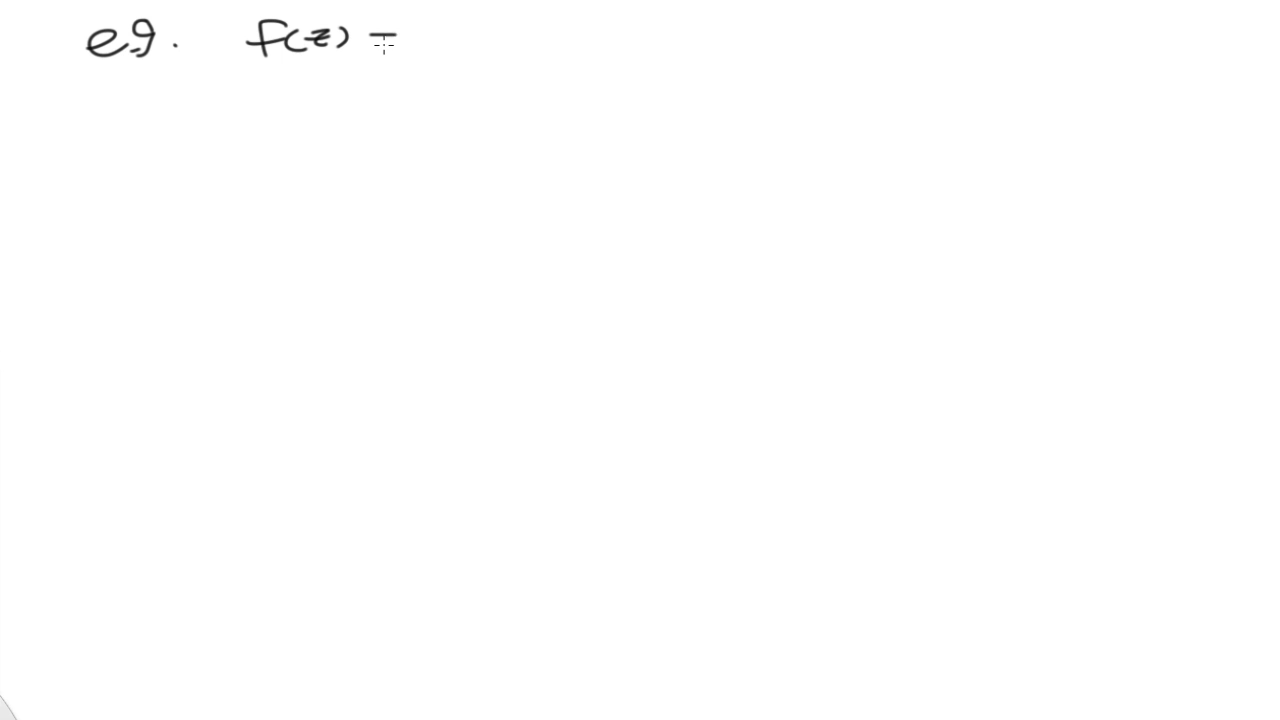 e.g. f(z) =